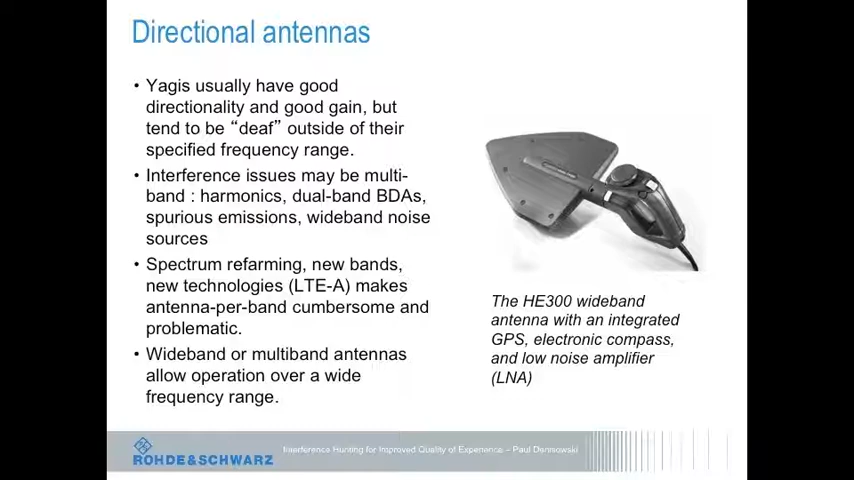 Directional antennas
• Yagis usually have good
directionality and good gain, but
tend to be “deaf” outside of their
specified frequency range.
• Interference issues may be multi-
band : harmonics, dual-band BDAs,
spurious emissions, wideband noise
sources
• Spectrum refarming, new bands,
new technologies (LTE-A) makes
antenna-per-band cumbersome and
problematic.
• Wideband or multiband antennas
allow operation over a wide
frequency range.
The HE300 wideband
antenna with an integrated
GPS, electronic compass,
and low noise amplifier
(LNA)
ROHDE&SCHWARZ
Interference Hunting for Improved Quality of Experience – Paul Denisowski